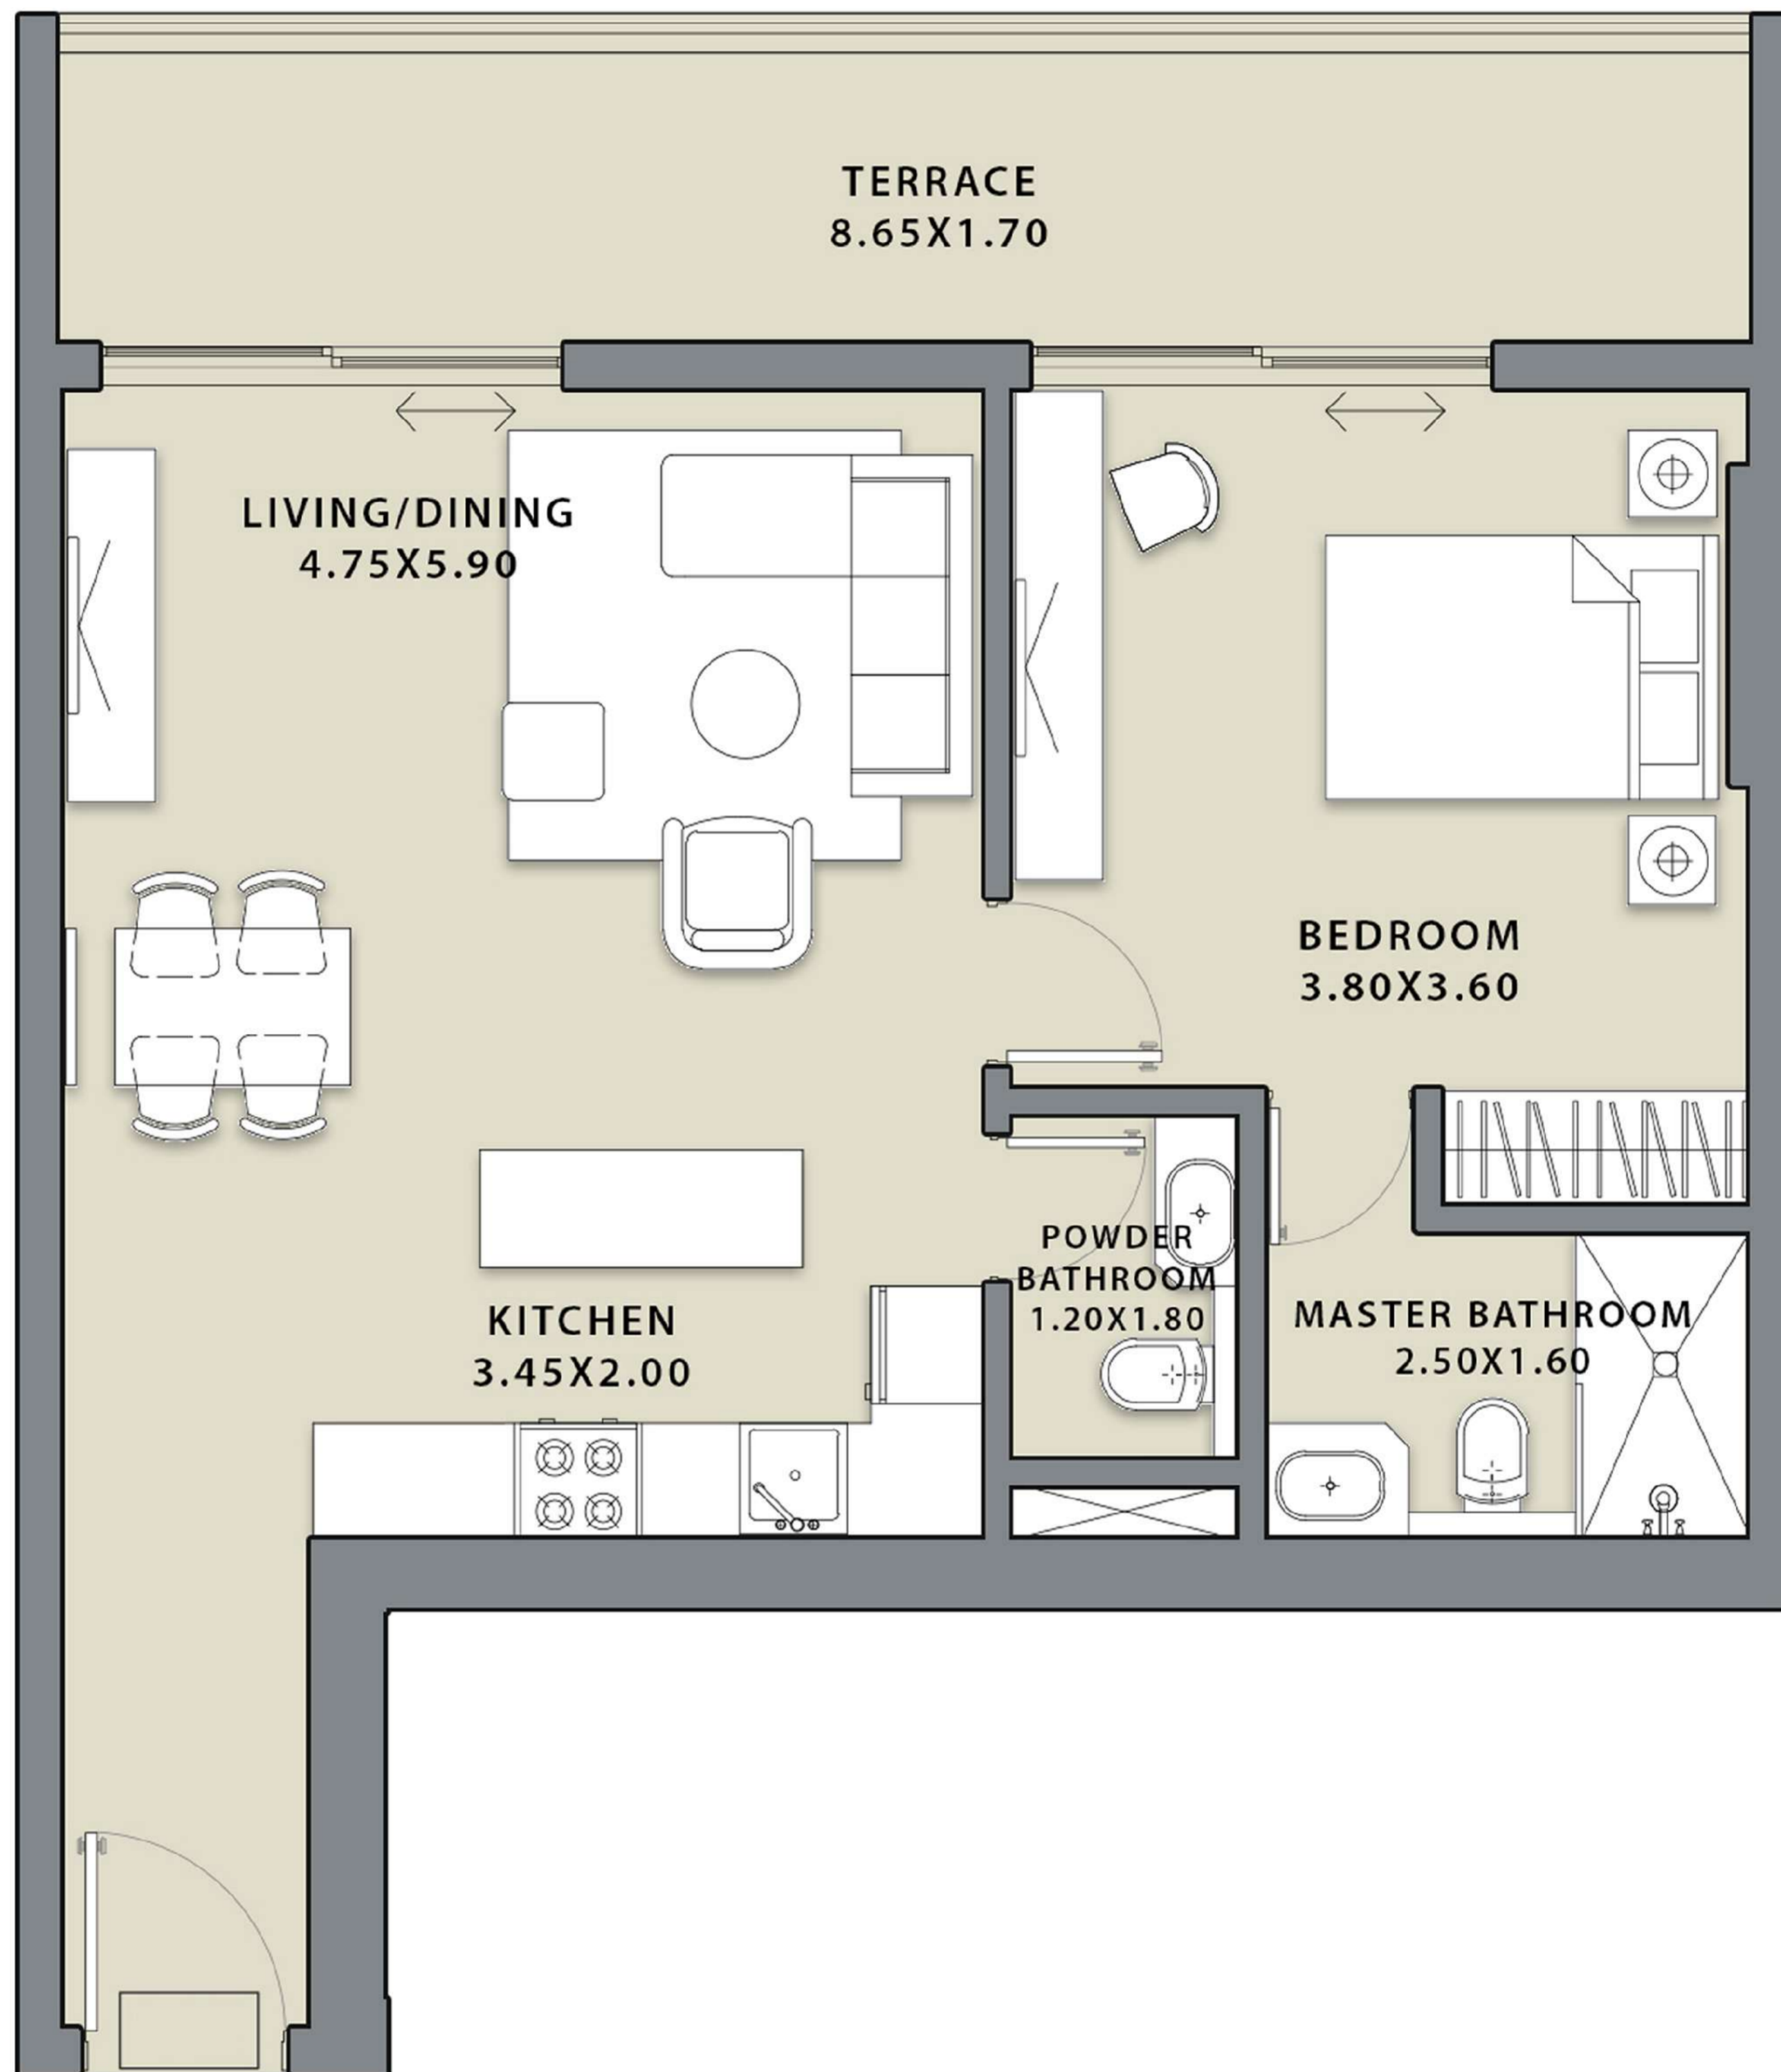 TERRACE
8.65X1.70
LIVING/DINING
4.75X5.90
BEDROOM
3.80X3.60
POWDER
BATHROOM
1.20X1.80
KITCHEN
3.45X2.00
MASTER BATHROOM
2.50X1.60